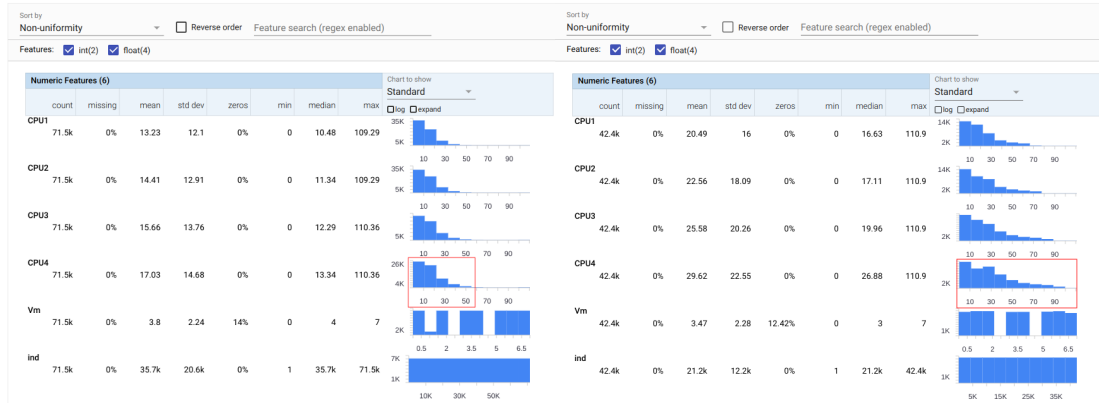 Sort by
Non-uniformity
Reverse order
Feature search (regex enabled)
Features: int(2) float(4)
Numeric Features (6)
Chart to show
Standard
count missing mean std dev zeros min median max
log expand
CPU1
71.5k 0% 13.23 12.1 0% 0 10.48 109.29
35K
5K
10 30 50 70 90
CPU2
71.5k 0% 14.41 12.91 0% 0 11.34 109.29
35K
5K
10 30 50 70 90
CPU3
71.5k 0% 15.66 13.76 0% 0 12.29 110.36
5K
10 30 50 70 90
CPU4
71.5k 0% 17.03 14.68 0% 0 13.34 110.36
26K
4K
10 30 50 70 90
Vm
71.5k 0% 3.8 2.24 14% 0 4 7
2K
0.5 2 3.5 5 6.5
ind
71.5k 0% 35.7k 20.6k 0% 1 35.7k 71.5k
7K
1K
10K 30K 50K
Sort by
Non-uniformity
Reverse order
Feature search (regex enabled)
Features: int(2) float(4)
Numeric Features (6)
Chart to show
Standard
count missing mean std dev zeros min median max
log expand
CPU1
42.4k 0% 20.49 16 0% 0 16.63 110.9
14K
2K
10 30 50 70 90
CPU2
42.4k 0% 22.56 18.09 0% 0 17.11 110.9
14K
2K
10 30 50 70 90
CPU3
42.4k 0% 25.58 20.26 0% 0 19.96 110.9
2K
10 30 50 70 90
CPU4
42.4k 0% 29.62 22.55 0% 0 26.88 110.9
2K
10 30 50 70 90
Vm
42.4k 0% 3.47 2.28 12.42% 0 3 7
1K
0.5 2 3.5 5 6.5
ind
42.4k 0% 21.2k 12.2k 0% 1 21.2k 42.4k
1K
5K 15K 25K 35K